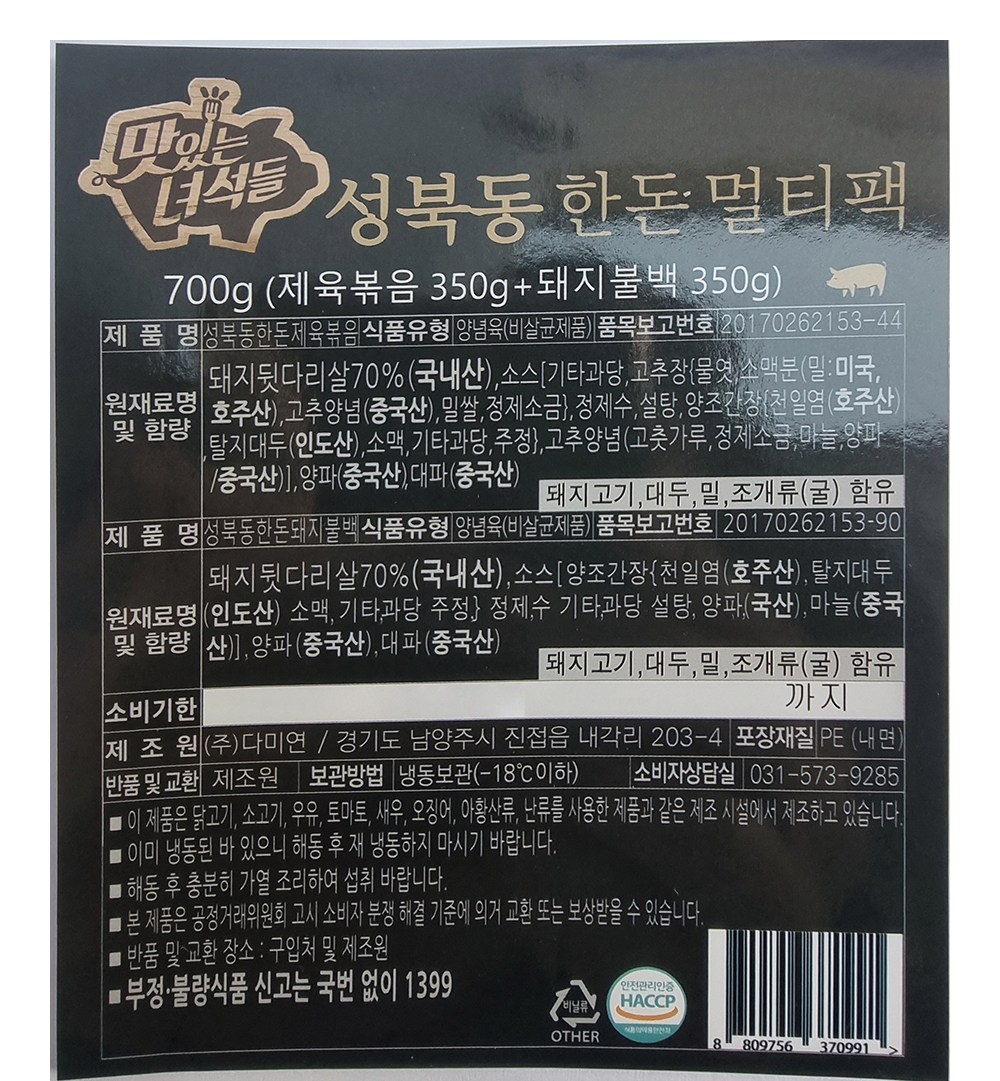 맛있는
녀석들
성북동 한돈 멀티팩
700g (제육볶음 350g+돼지불백 350g)
제 품 명 성북동한돈제육볶음 식품유형 양념육(비살균제품) 품목보고번호 20170262153-44
원재료명 및 함량
돼지뒷다리살70%(국내산),소스[기타과당,고추장{물엿,소맥분(밀:미국,
호주산),고추양념(중국산),밀쌀,정제소금},정제수,설탕,양조간장{천일염(호주산)
,탈지대두(인도산),소맥,기타과당,주정},고추양념(고춧가루,정제소금,마늘,양파
/중국산)],양파(중국산),대파(중국산)
돼지고기,대두,밀,조개류(굴) 함유
제 품 명 성북동한돈돼지불백 식품유형 양념육(비살균제품) 품목보고번호 20170262153-90
원재료명 및 함량
돼지뒷다리살70%(국내산),소스[양조간장{천일염(호주산),탈지대두
(인도산) 소맥,기타과당 주정} 정제수 기타과당 설탕, 양파,(국산),마늘(중국
산)],양파(중국산),대파(중국산)
돼지고기,대두,밀,조개류(굴) 함유
소비기한 까지
제 조 원 (주)다미연 / 경기도 남양주시 진접읍 내각리 203-4 포장재질 PE (내면)
반품 및 교환 제조원 보관방법 냉동보관(-18℃이하) 소비자상담실 031-573-9285
■ 이 제품은 닭고기, 소고기, 우유, 토마토, 새우, 오징어, 아황산류, 난류를 사용한 제품과 같은 제조 시설에서 제조하고 있습니다.
■ 이미 냉동된 바 있으니 해동 후 재 냉동하지 마시기 바랍니다.
■ 해동 후 충분히 가열 조리하여 섭취 바랍니다.
■ 본 제품은 공정거래위원회 고시 소비자 분쟁 해결 기준에 의거 교환 또는 보상받을 수 있습니다.
■ 반품 및 교환 장소 : 구입처 및 제조원
■ 부정·불량식품 신고는 국번 없이 1399
비닐류
OTHER
안전관리인증
HACCP
식품의약품안전처
8 809756 370991 >